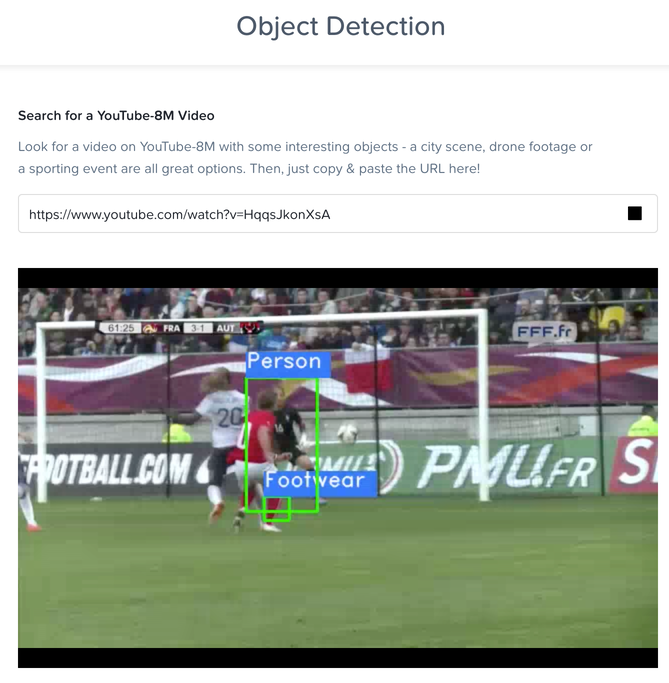 Object Detection
Search for a YouTube-8M Video
Look for a video on YouTube-8M with some interesting objects - a city scene, drone footage or
a sporting event are all great options. Then, just copy & paste the URL here!
https://www.youtube.com/watch?v=HqqsJkonXsA
61:25 FRA 3-1 AUT
FFF.fr
Person
20
FOOTBALL.COM
PMU.FR
Footwear